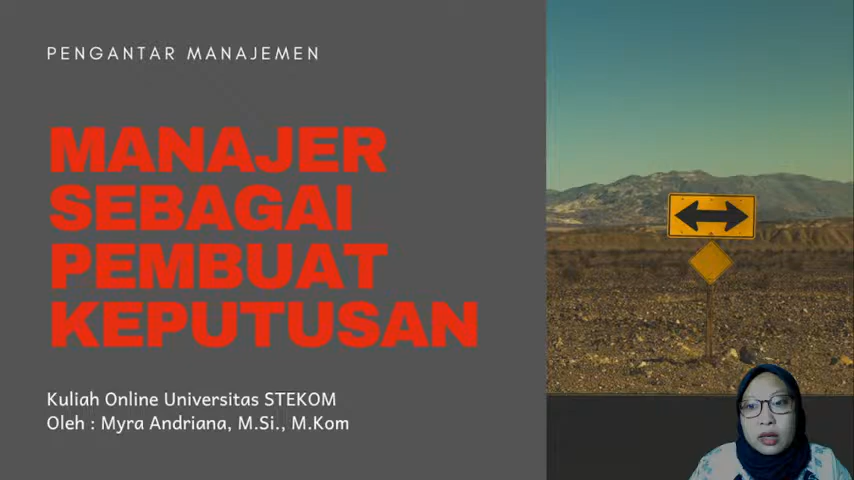 PENGANTAR MANAJEMEN
MANAJER
SEBAGAI
PEMBUAT
KEPUTUSAN
Kuliah Online Universitas STEKOM
Oleh : Myra Andriana, M.Si., M.Kom